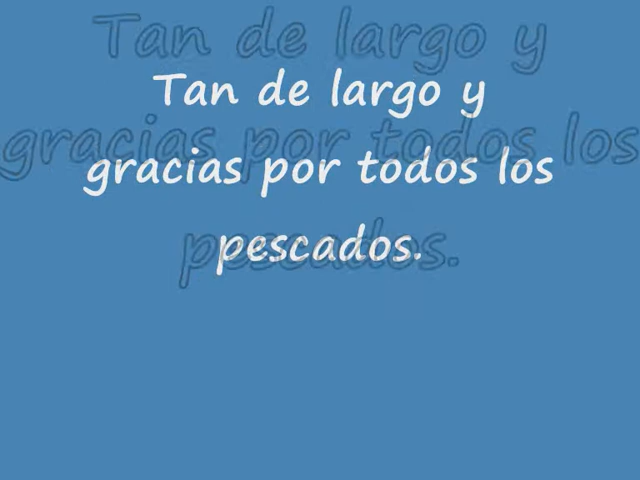 Tan de largo y
gracias por todos los
pescados.